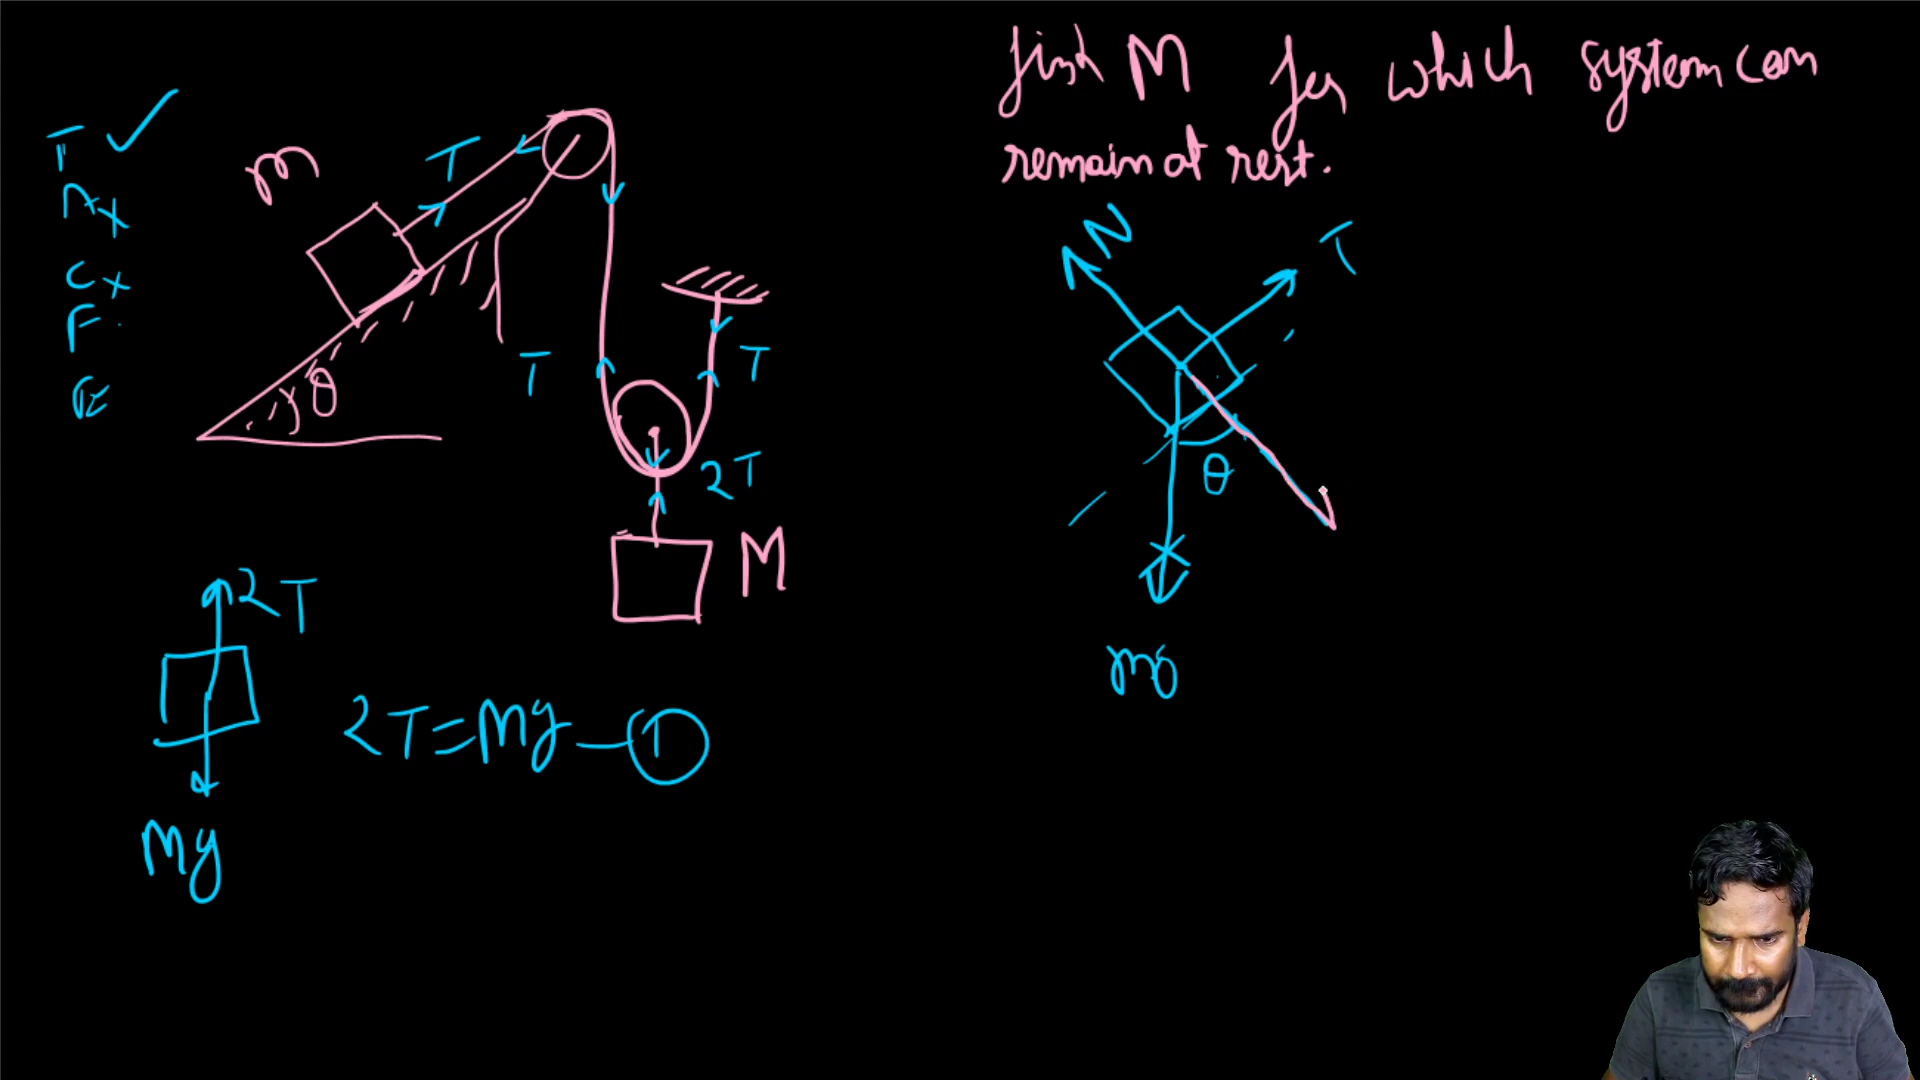 find M for which system can
remain at rest.
T ✓
N x
C x
F
E
m
T
θ
T
T
2T
M
2T
Mg
2T = Mg — ①
N
T
θ
mg